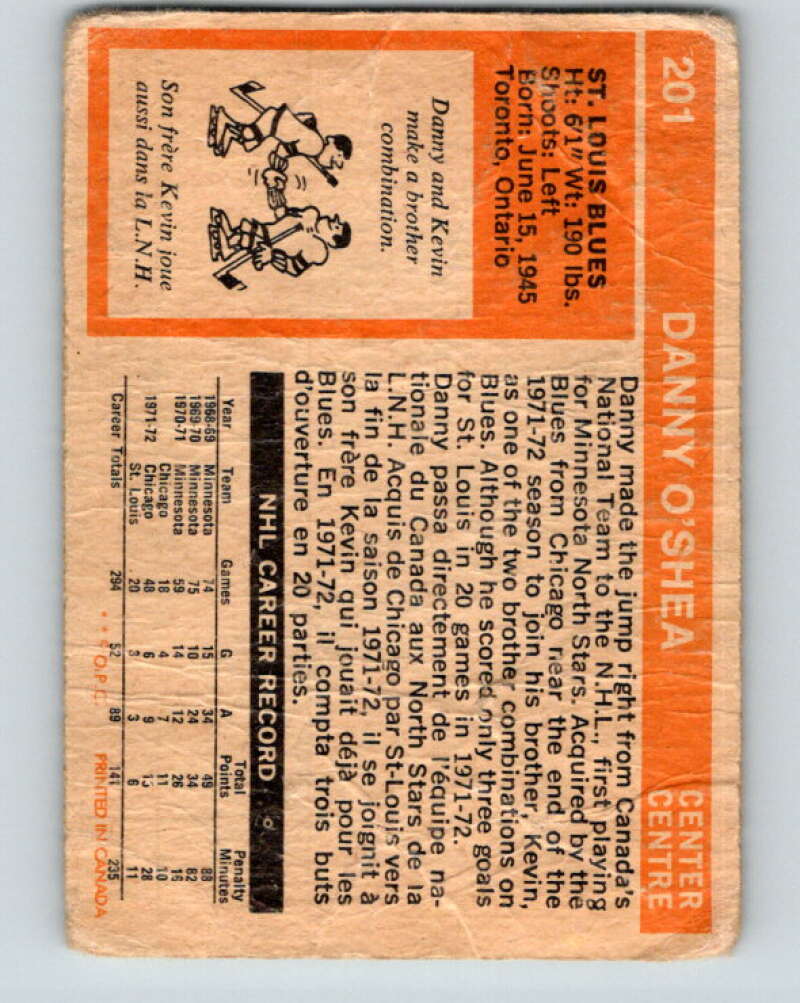 201 DANNY O'SHEA CENTER
CENTRE
ST. LOUIS BLUES
Ht: 6'1" Wt: 190 lbs.
Shoots: Left
Born: June 15, 1945
Toronto, Ontario
Danny and Kevin
make a brother
combination.
Son frère Kevin joue
aussi dans la L.N.H.
Danny made the jump right from Canada's
National Team to the N.H.L., first playing
for Minnesota North Stars. Acquired by the
Blues from Chicago near the end of the
1971-72 season to join his brother, Kevin,
as one of the two brother combinations on
Blues. Although he scored only three goals
for St. Louis in 20 games in 1971-72.
Danny passa directement de l'équipe na-
tionale du Canada aux North Stars de la
L.N.H. Acquis de Chicago par St-Louis vers
la fin de la saison 1971-72, il se joignit à
son frère Kevin qui jouait déjà pour les
Blues. En 1971-72, il compta trois buts
d'ouverture en 20 parties.
NHL CAREER RECORD
Year Team Games G A Total Points Penalty Minutes
1968-69 Minnesota 74 15 34 49 88
1969-70 Minnesota 75 10 24 34 82
1970-71 Minnesota 59 14 12 26 16
Chicago 18 4 7 11 10
1971-72 Chicago 48 6 9 15 28
St. Louis 20 3 3 6 11
Career Totals 294 52 89 141 235
O.P.C. PRINTED IN CANADA